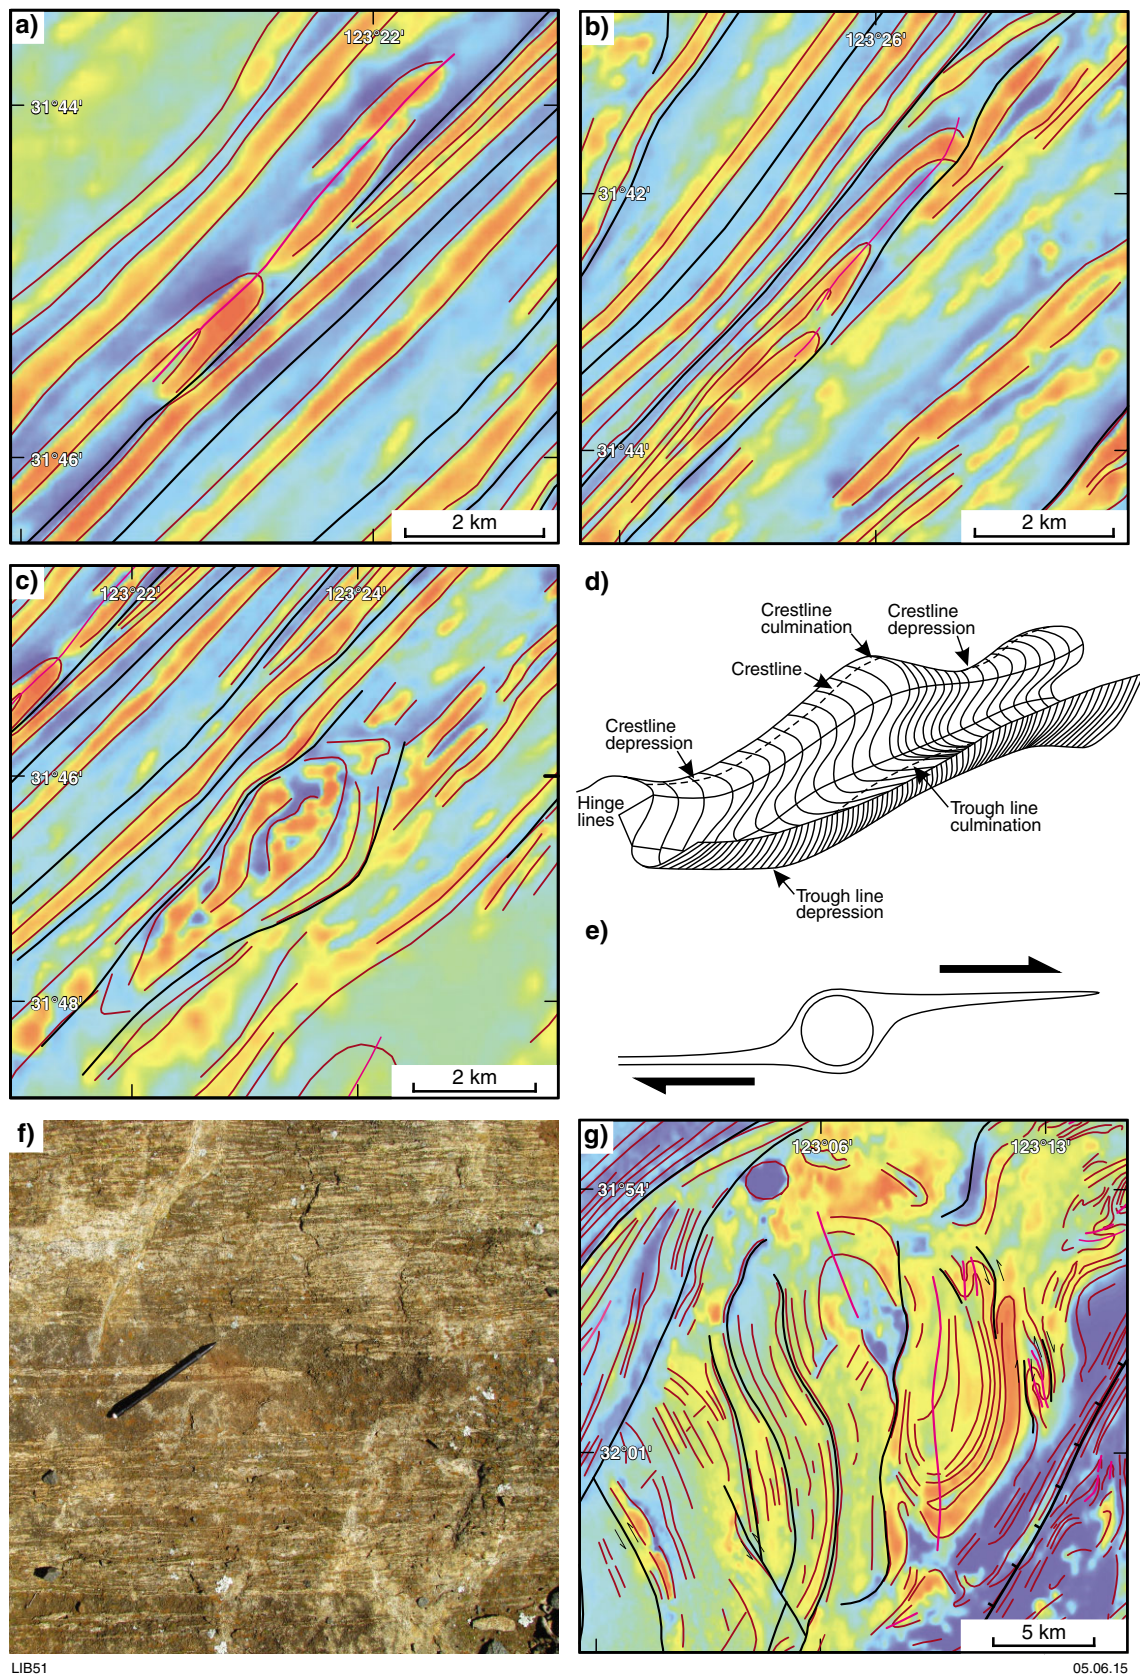 a)
123°22'
31°44'
31°46'
2 km
b)
123°26'
31°42'
31°44'
2 km
c)
123°22'
123°24'
31°46'
31°48'
2 km
d)
Crestline
culmination
Crestline
depression
Crestline
Crestline
depression
Hinge
lines
Trough line
culmination
Trough line
depression
e)
f)
g)
123°06'
123°13'
31°54'
32°01'
5 km
LIB51
05.06.15